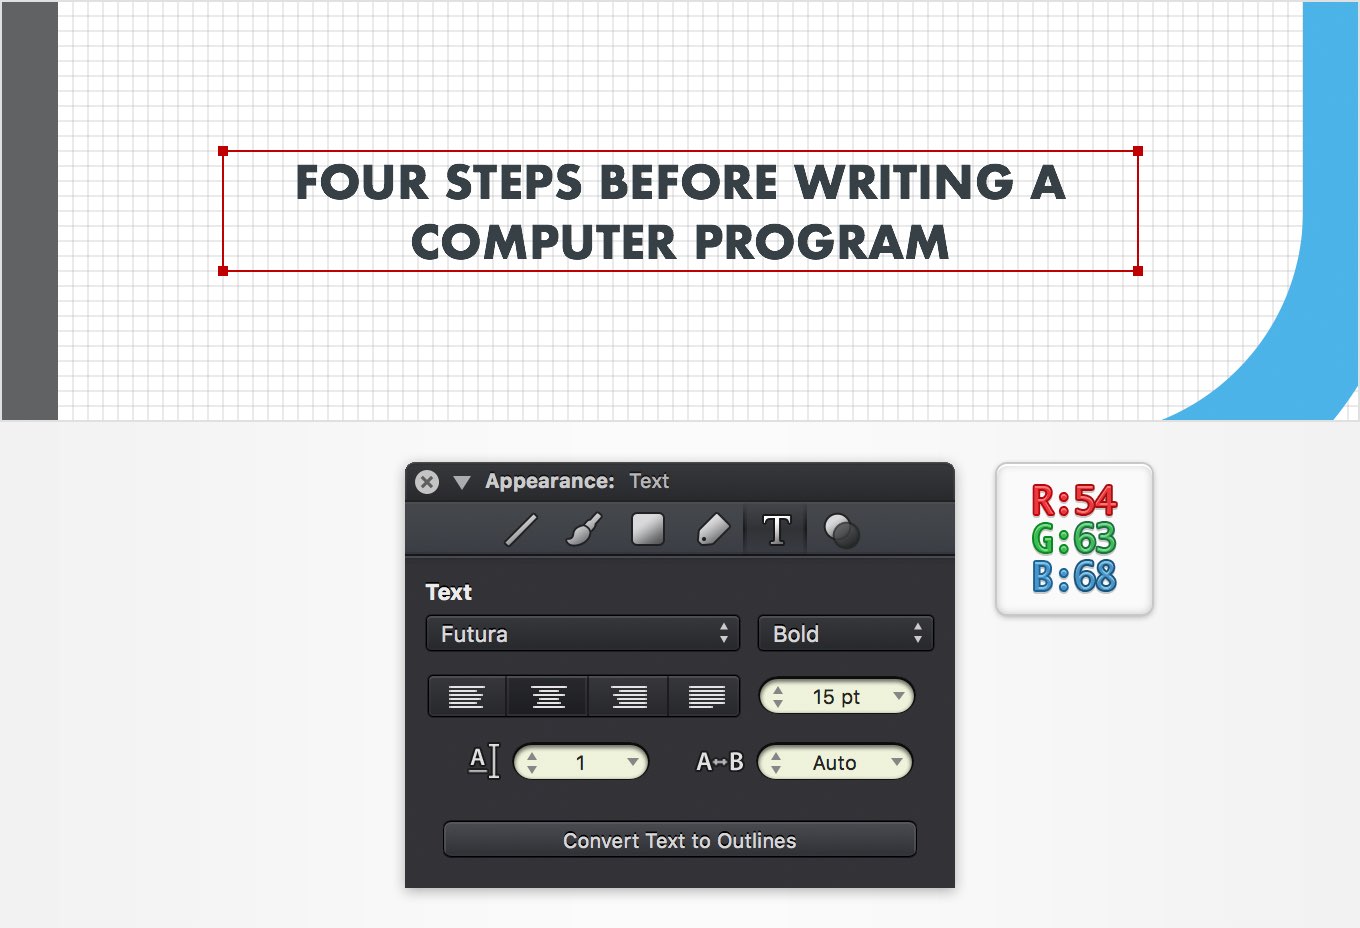 FOUR STEPS BEFORE WRITING A
COMPUTER PROGRAM
Appearance: Text
T
Text
Futura
Bold
15 pt
A
1
A↔B
Auto
Convert Text to Outlines
R:54
G:63
B:68